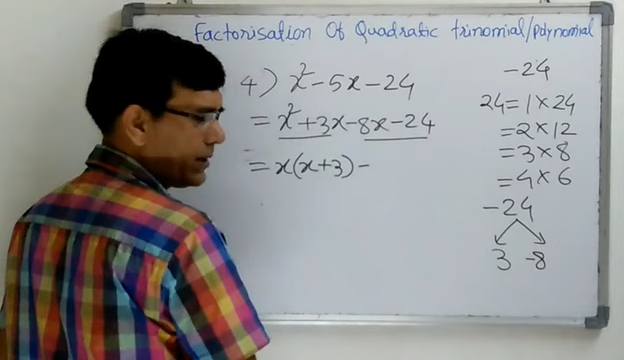 Factorisation Of Quadratic trinomial/polynomial
4) x²-5x-24
= x²+3x-8x-24
= x(x+3)-
-24
24=1×24
=2×12
=3×8
=4×6
-24
3 -8